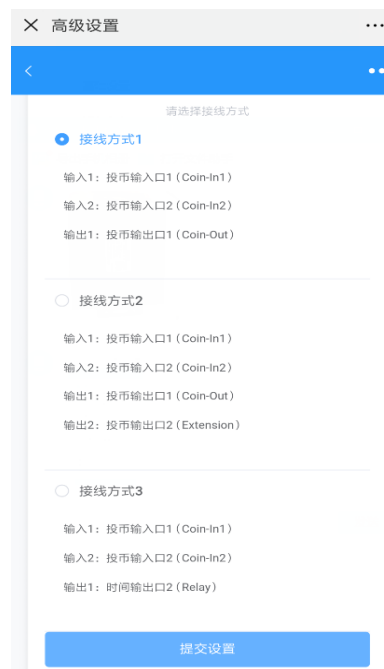 高级设置
请选择接线方式
接线方式1
输入1：投币输入口1（Coin-In1）
输入2：投币输入口2（Coin-In2）
输出1：投币输出口1（Coin-Out）
接线方式2
输入1：投币输入口1（Coin-In1）
输入2：投币输入口2（Coin-In2）
输出1：投币输出口1（Coin-Out）
输出2：投币输出口2（Extension）
接线方式3
输入1：投币输入口1（Coin-In1）
输入2：投币输入口2（Coin-In2）
输出1：时间输出口2（Relay）
提交设置